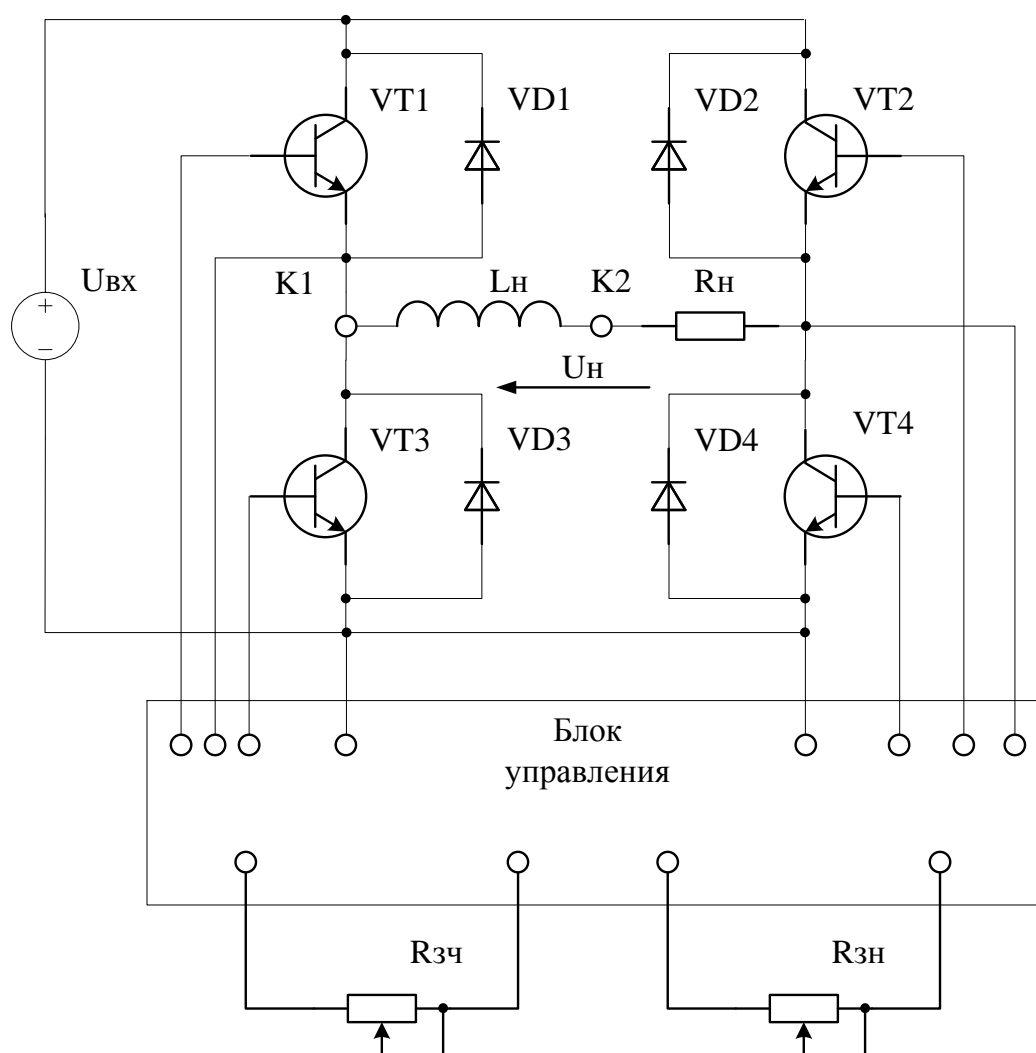 VT1 VD1 VD2 VT2
Uвх
K1 Lн K2 Rн
Uн
VT3 VD3 VD4 VT4
Блок
управления
Rзч Rзн